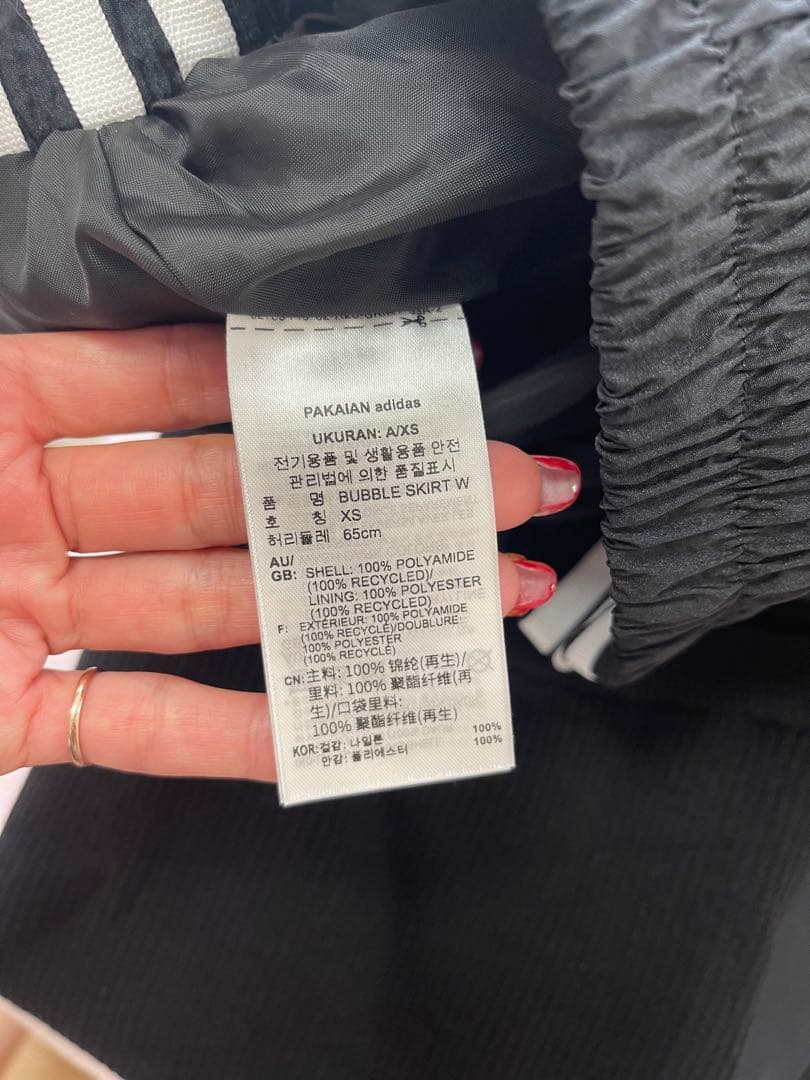 PAKAIAN adidas
UKURAN: A/XS
전기용품 및 생활용품 안전
관리법에 의한 품질표시
품 명 BUBBLE SKIRT W
호 칭 XS
허리둘레 65cm
AU/
GB: SHELL: 100% POLYAMIDE
(100% RECYCLED)/
LINING: 100% POLYESTER
(100% RECYCLED)
F: EXTÉRIEUR: 100% POLYAMIDE
(100% RECYCLÉ)/DOUBLURE:
100% POLYESTER
(100% RECYCLÉ)
CN: 主料: 100% 锦纶(再生)/
里料: 100% 聚酯纤维(再
生)/口袋里料:
100% 聚酯纤维(再生)
KOR: 겉감: 나일론 100%
안감: 폴리에스터 100%